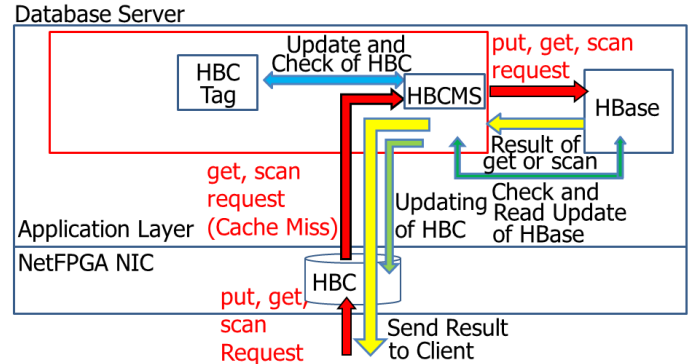 Database Server
Update and
Check of HBC
put, get, scan
request
HBC
Tag
HBCMS
HBase
Result of
get or scan
get, scan
request
(Cache Miss)
Updating
of HBC
Check and
Read Update
of HBase
Application Layer
NetFPGA NIC
HBC
put, get,
scan
Request
Send Result
to Client